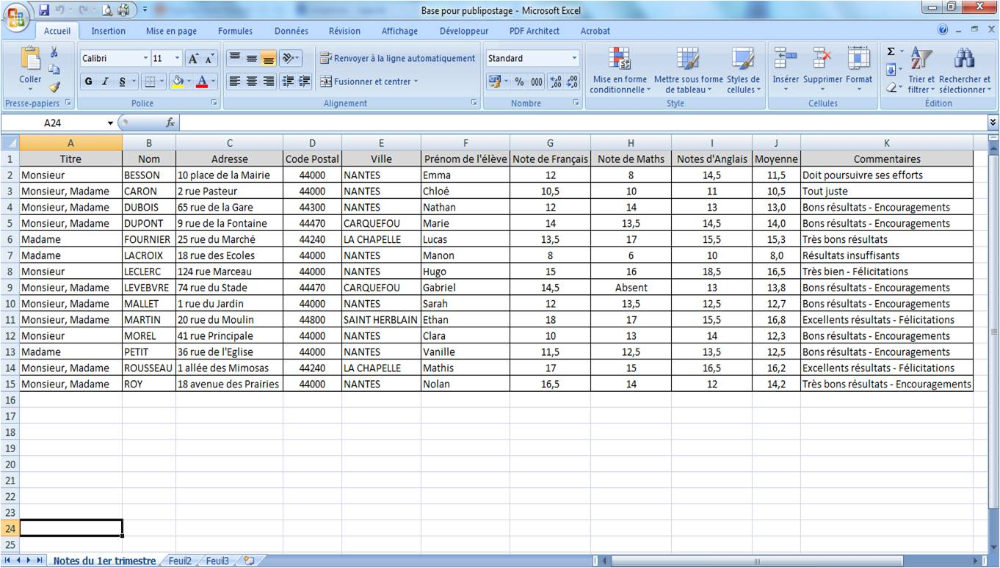 Base pour publipostage - Microsoft Excel
Accueil Insertion Mise en page Formules Données Révision Affichage Développeur PDF Architect Acrobat
Coller
Presse-papiers
Calibri 11 A A
G I S A
Police
Renvoyer à la ligne automatiquement
Fusionner et centrer
Alignement
Standard
% 000 ,00 ,0
Nombre
Mise en forme conditionnelle
Mettre sous forme de tableau
Styles de cellules
Style
Insérer Supprimer Format
Cellules
Σ
Trier et filtrer
Rechercher et sélectionner
Édition
A24 fx
A B C D E F G H I J K
1 Titre Nom Adresse Code Postal Ville Prénom de l'élève Note de Français Note de Maths Notes d'Anglais Moyenne Commentaires
2 Monsieur BESSON 10 place de la Mairie 44000 NANTES Emma 12 8 14,5 11,5 Doit poursuivre ses efforts
3 Monsieur, Madame CARON 2 rue Pasteur 44000 NANTES Chloé 10,5 10 11 10,5 Tout juste
4 Monsieur, Madame DUBOIS 65 rue de la Gare 44300 NANTES Nathan 12 14 13 13,0 Bons résultats - Encouragements
5 Monsieur, Madame DUPONT 9 rue de la Fontaine 44470 CARQUEFOU Marie 14 13,5 14,5 14,0 Bons résultats - Encouragements
6 Madame FOURNIER 25 rue du Marché 44240 LA CHAPELLE Lucas 13,5 17 15,5 15,3 Très bons résultats
7 Madame LACROIX 18 rue des Ecoles 44000 NANTES Manon 8 6 10 8,0 Résultats insuffisants
8 Monsieur LECLERC 124 rue Marceau 44000 NANTES Hugo 15 16 18,5 16,5 Très bien - Félicitations
9 Monsieur, Madame LEVEBVRE 74 rue du Stade 44470 CARQUEFOU Gabriel 14,5 Absent 13 13,8 Bons résultats - Encouragements
10 Monsieur, Madame MALLET 1 rue du Jardin 44000 NANTES Sarah 12 13,5 12,5 12,7 Bons résultats - Encouragements
11 Monsieur, Madame MARTIN 20 rue du Moulin 44800 SAINT HERBLAIN Ethan 18 17 15,5 16,8 Excellents résultats - Félicitations
12 Monsieur MOREL 41 rue Principale 44000 NANTES Clara 10 13 14 12,3 Bons résultats - Encouragements
13 Madame PETIT 36 rue de l'Eglise 44000 NANTES Vanille 11,5 12,5 13,5 12,5 Bons résultats - Encouragements
14 Monsieur, Madame ROUSSEAU 1 allée des Mimosas 44240 LA CHAPELLE Mathis 17 15 16,5 16,2 Excellents résultats - Félicitations
15 Monsieur, Madame ROY 18 avenue des Prairies 44000 NANTES Nolan 16,5 14 12 14,2 Très bons résultats - Encouragements
16
17
18
19
20
21
22
23
24
25
Notes du 1er trimestre Feuil2 Feuil3